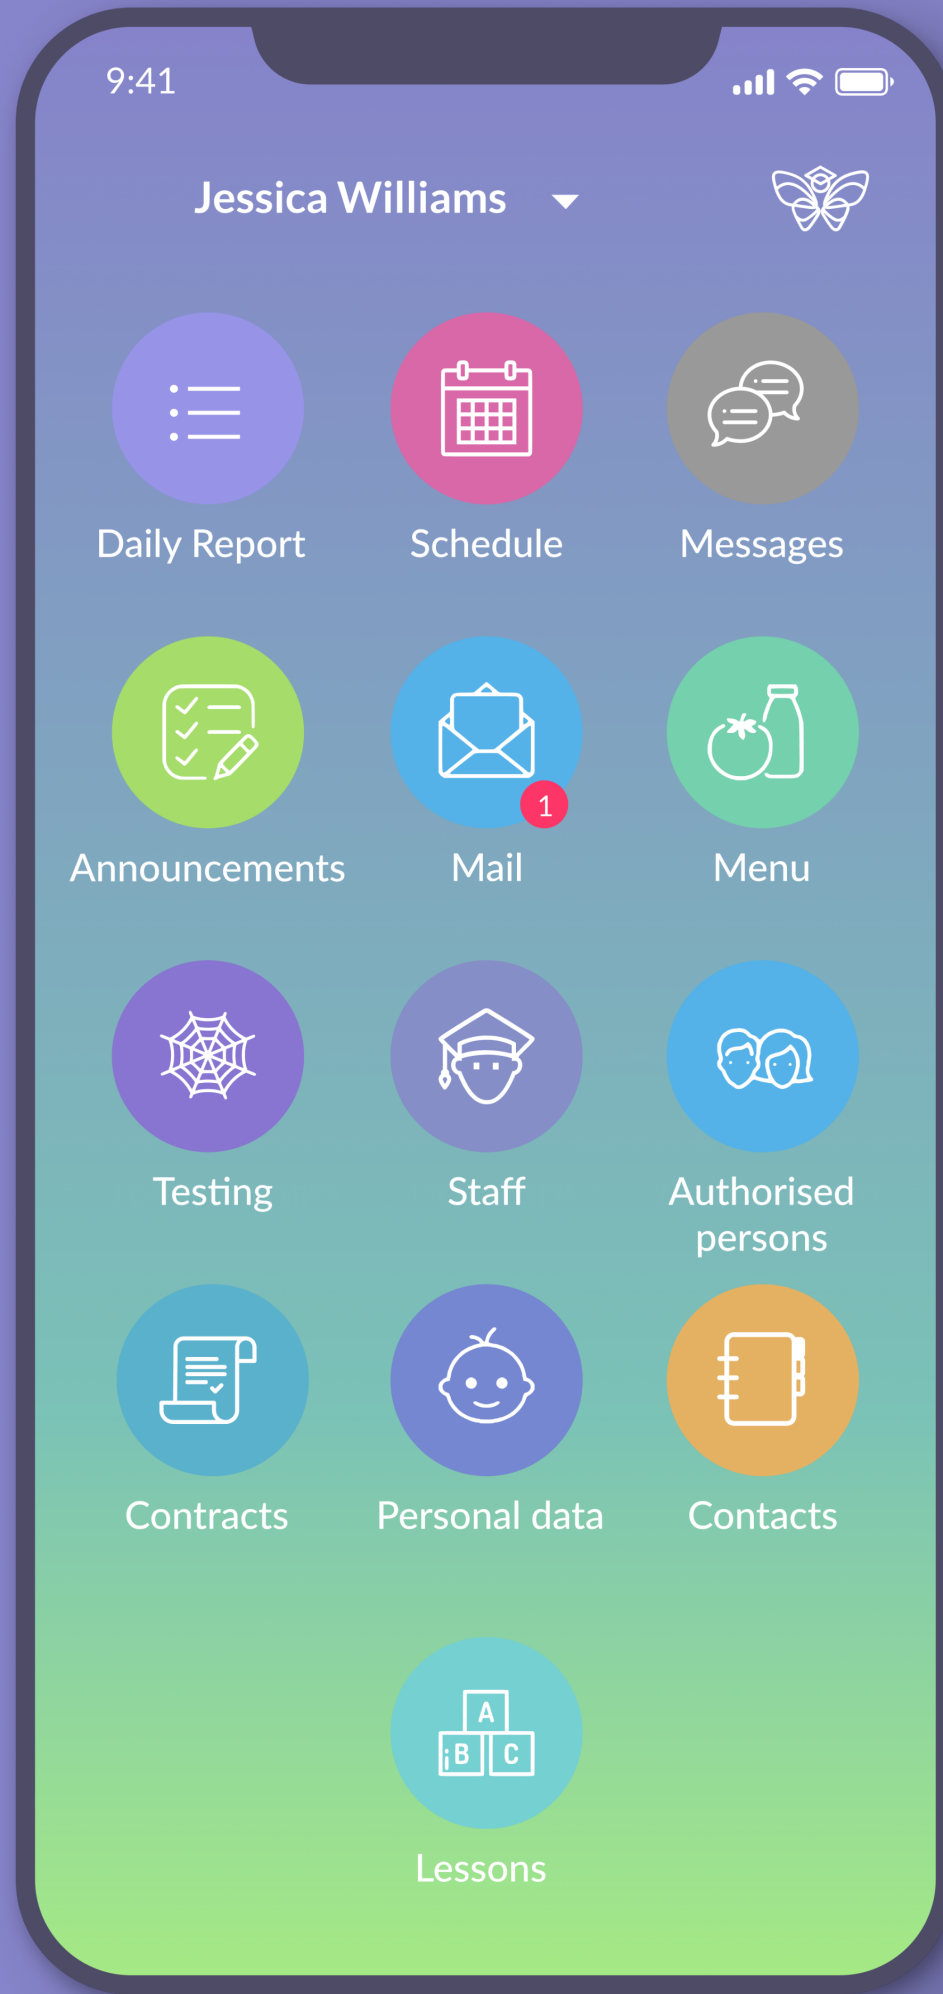 9:41
Jessica Williams
Daily Report
Schedule
Messages
Announcements
1
Mail
Menu
Testing
Staff
Authorised
persons
Contracts
Personal data
Contacts
A
B C
Lessons